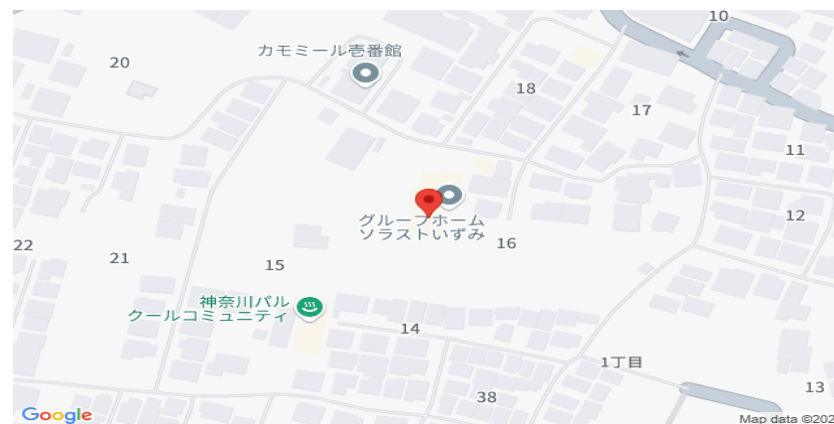 10
カモミール壱番館
20
18
17
11
グループホーム
ソラストいずみ
12
16
22
21
15
神奈川パル
クールコミュニティ
14
1丁目
13
38
Google
Map data ©202